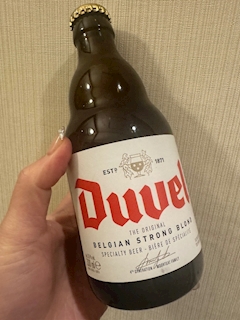 ESTD 1871
Duvel
THE ORIGINAL
BELGIAN STRONG BLOND
SPECIALTY BEER - BIÈRE DE SPÉCIALITÉ